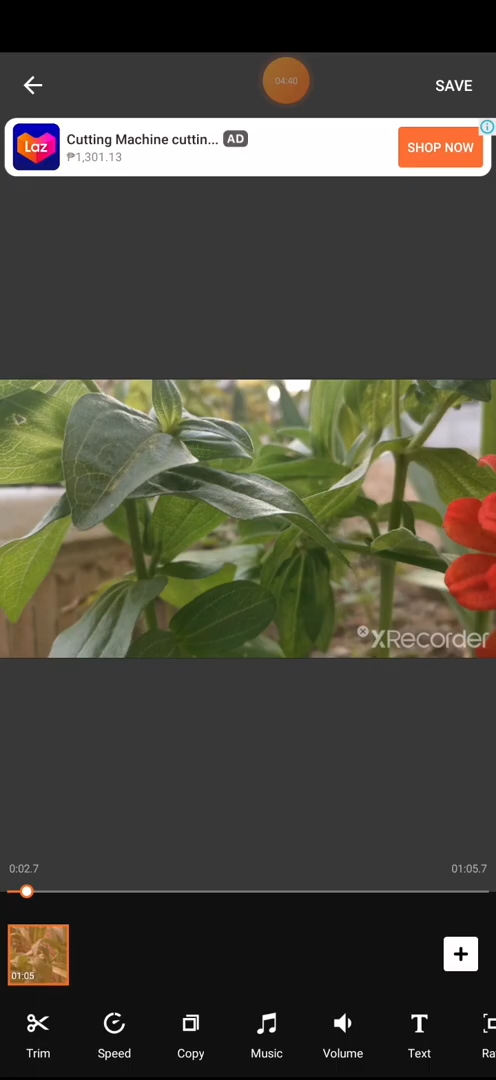 04:40
SAVE
Laz
Cutting Machine cuttin... AD
₱1,301.13
SHOP NOW
XRecorder
0:02.7
01:05.7
01:05
Trim
Speed
Copy
Music
Volume
Text
Ra